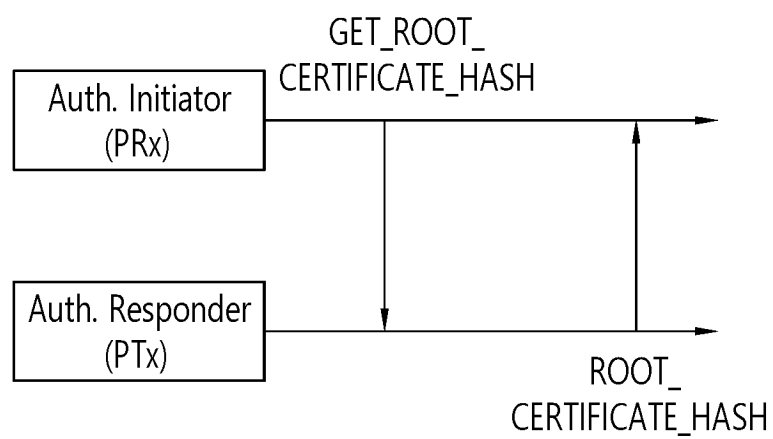 GET_ROOT_
CERTIFICATE_HASH
Auth. Initiator
(PRx)
Auth. Responder
(PTx)
ROOT_
CERTIFICATE_HASH